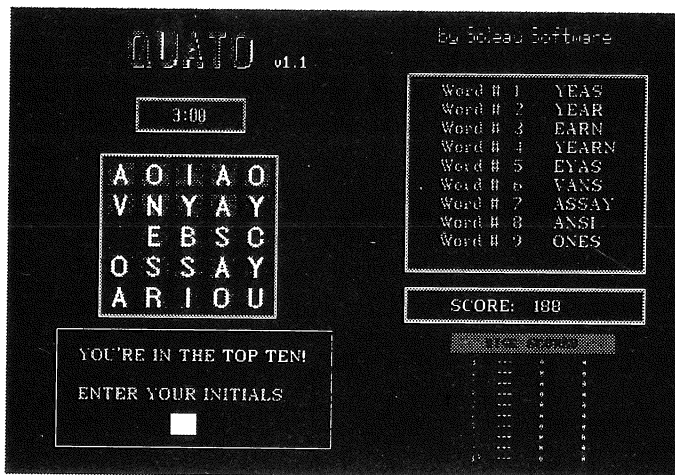 QUATO v1.1
by Soleau Software
3:00
A O I A O
V N Y A Y
E B S C
O S S A Y
A R I O U
Word # 1 YEAS
Word # 2 YEAR
Word # 3 EARN
Word # 4 YEARN
Word # 5 EYAS
Word # 6 VANS
Word # 7 ASSAY
Word # 8 ANSI
Word # 9 ONES
SCORE: 188
YOU'RE IN THE TOP TEN!
ENTER YOUR INITIALS